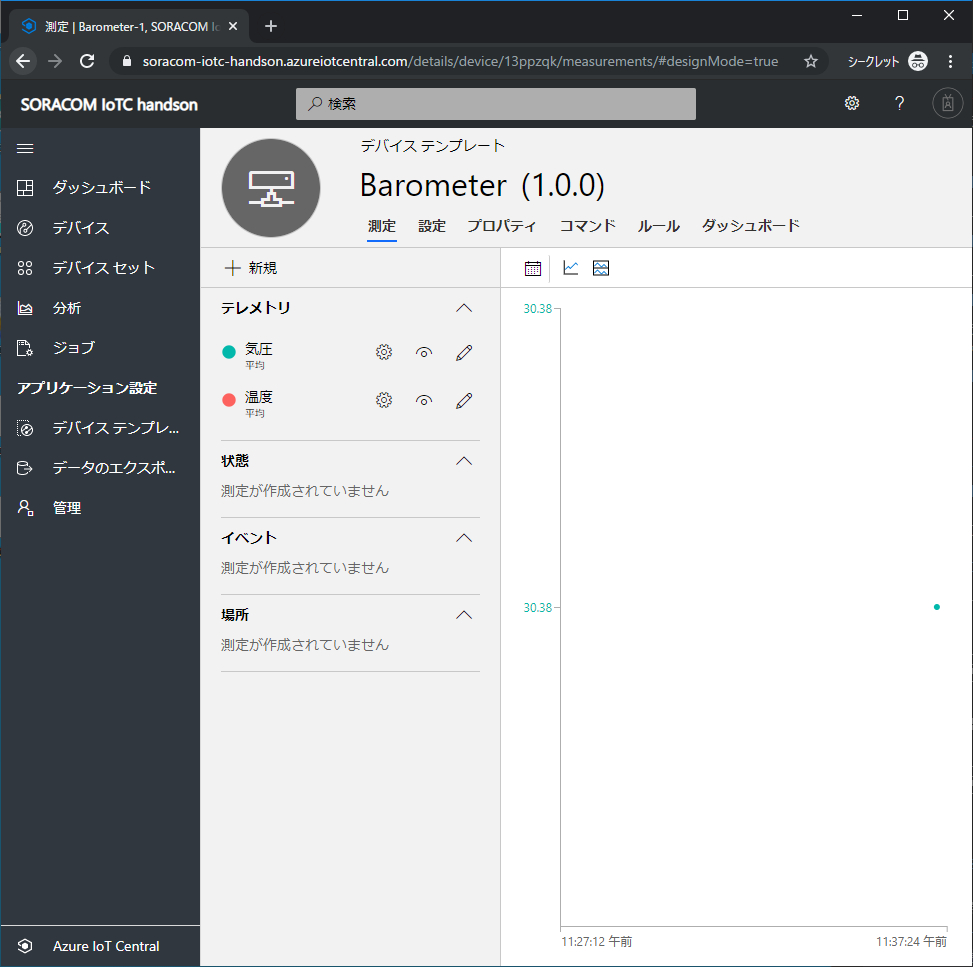 測定 | Barometer-1, SORACOM Io
soracom-iotc-handson.azureiotcentral.com/details/device/13ppzqk/measurements/#designMode=true
シークレット
SORACOM IoTC handson
検索
?
ダッシュボード
デバイス
デバイス セット
分析
ジョブ
アプリケーション設定
デバイス テンプレ...
データのエクスポ...
管理
Azure IoT Central
デバイス テンプレート
Barometer (1.0.0)
測定 設定 プロパティ コマンド ルール ダッシュボード
新規
テレメトリ
気圧
平均
温度
平均
状態
測定が作成されていません
イベント
測定が作成されていません
場所
測定が作成されていません
30.38
30.38
11:27:12 午前 11:37:24 午前